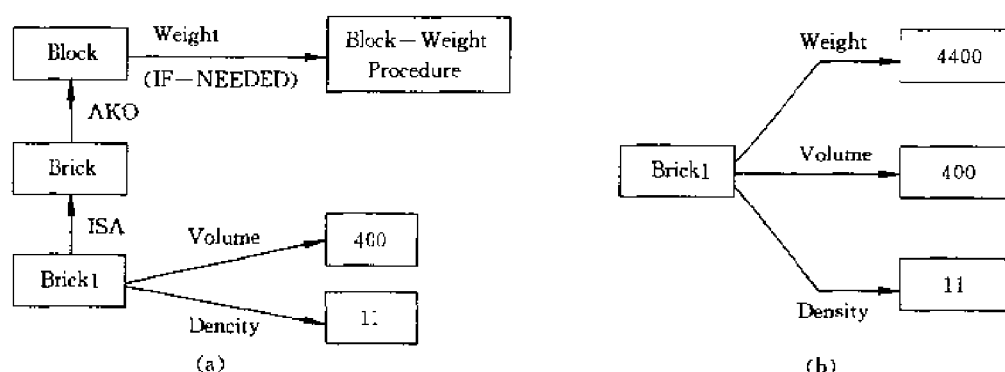 Block
Weight
(IF—NEEDED)
Block—Weight
Procedure
AKO
Brick
ISA
Brick1
Volume
400
Dencity
11
(a)
Weight
4400
Brick1
Volume
400
Density
11
(b)